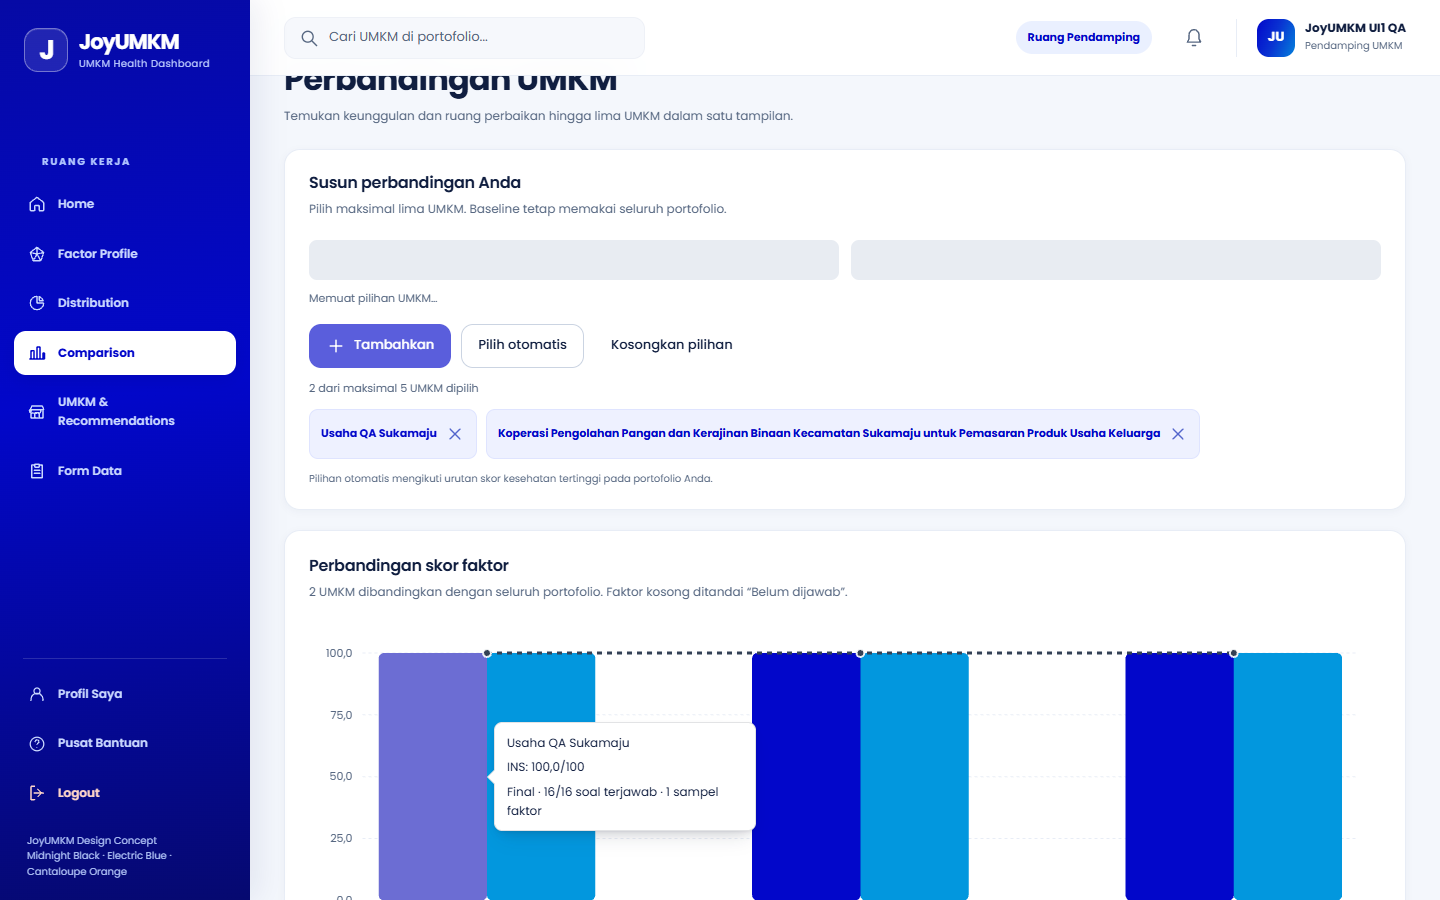 J
JoyUMKM
UMKM Health Dashboard
RUANG KERJA
Home
Factor Profile
Distribution
Comparison
UMKM &
Recommendations
Form Data
Profil Saya
Pusat Bantuan
Logout
JoyUMKM Design Concept
Midnight Black · Electric Blue ·
Cantaloupe Orange
Cari UMKM di portofolio...
Ruang Pendamping
JU
JoyUMKM UI1 QA
Pendamping UMKM
Perbandingan UMKM
Temukan keunggulan dan ruang perbaikan hingga lima UMKM dalam satu tampilan.
Susun perbandingan Anda
Pilih maksimal lima UMKM. Baseline tetap memakai seluruh portofolio.
Memuat pilihan UMKM...
Tambahkan
Pilih otomatis
Kosongkan pilihan
2 dari maksimal 5 UMKM dipilih
Usaha QA Sukamaju
Koperasi Pengolahan Pangan dan Kerajinan Binaan Kecamatan Sukamaju untuk Pemasaran Produk Usaha Keluarga
Pilihan otomatis mengikuti urutan skor kesehatan tertinggi pada portofolio Anda.
Perbandingan skor faktor
2 UMKM dibandingkan dengan seluruh portofolio. Faktor kosong ditandai “Belum dijawab”.
100,0
75,0
50,0
25,0
0,0
Usaha QA Sukamaju
INS: 100,0/100
Final · 16/16 soal terjawab · 1 sampel
faktor